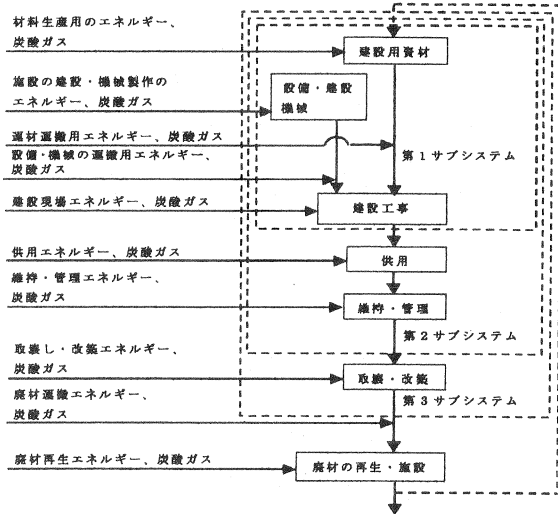 材料生産用のエネルギー、
炭酸ガス
建設用資材
施設の建設・機械製作の
エネルギー、炭酸ガス
設備・建設
機械
運材運搬用エネルギー、炭酸ガス
設備・機械の運搬用エネルギー、
炭酸ガス
第1サブシステム
建設現場エネルギー、炭酸ガス
建設工事
供用エネルギー、炭酸ガス
供用
維持・管理エネルギー、
炭酸ガス
維持・管理
第2サブシステム
取壊し・改築エネルギー、
炭酸ガス
取壊・改築
廃材運搬エネルギー、
炭酸ガス
第3サブシステム
廃材再生エネルギー、炭酸ガス
廃材の再生・施設